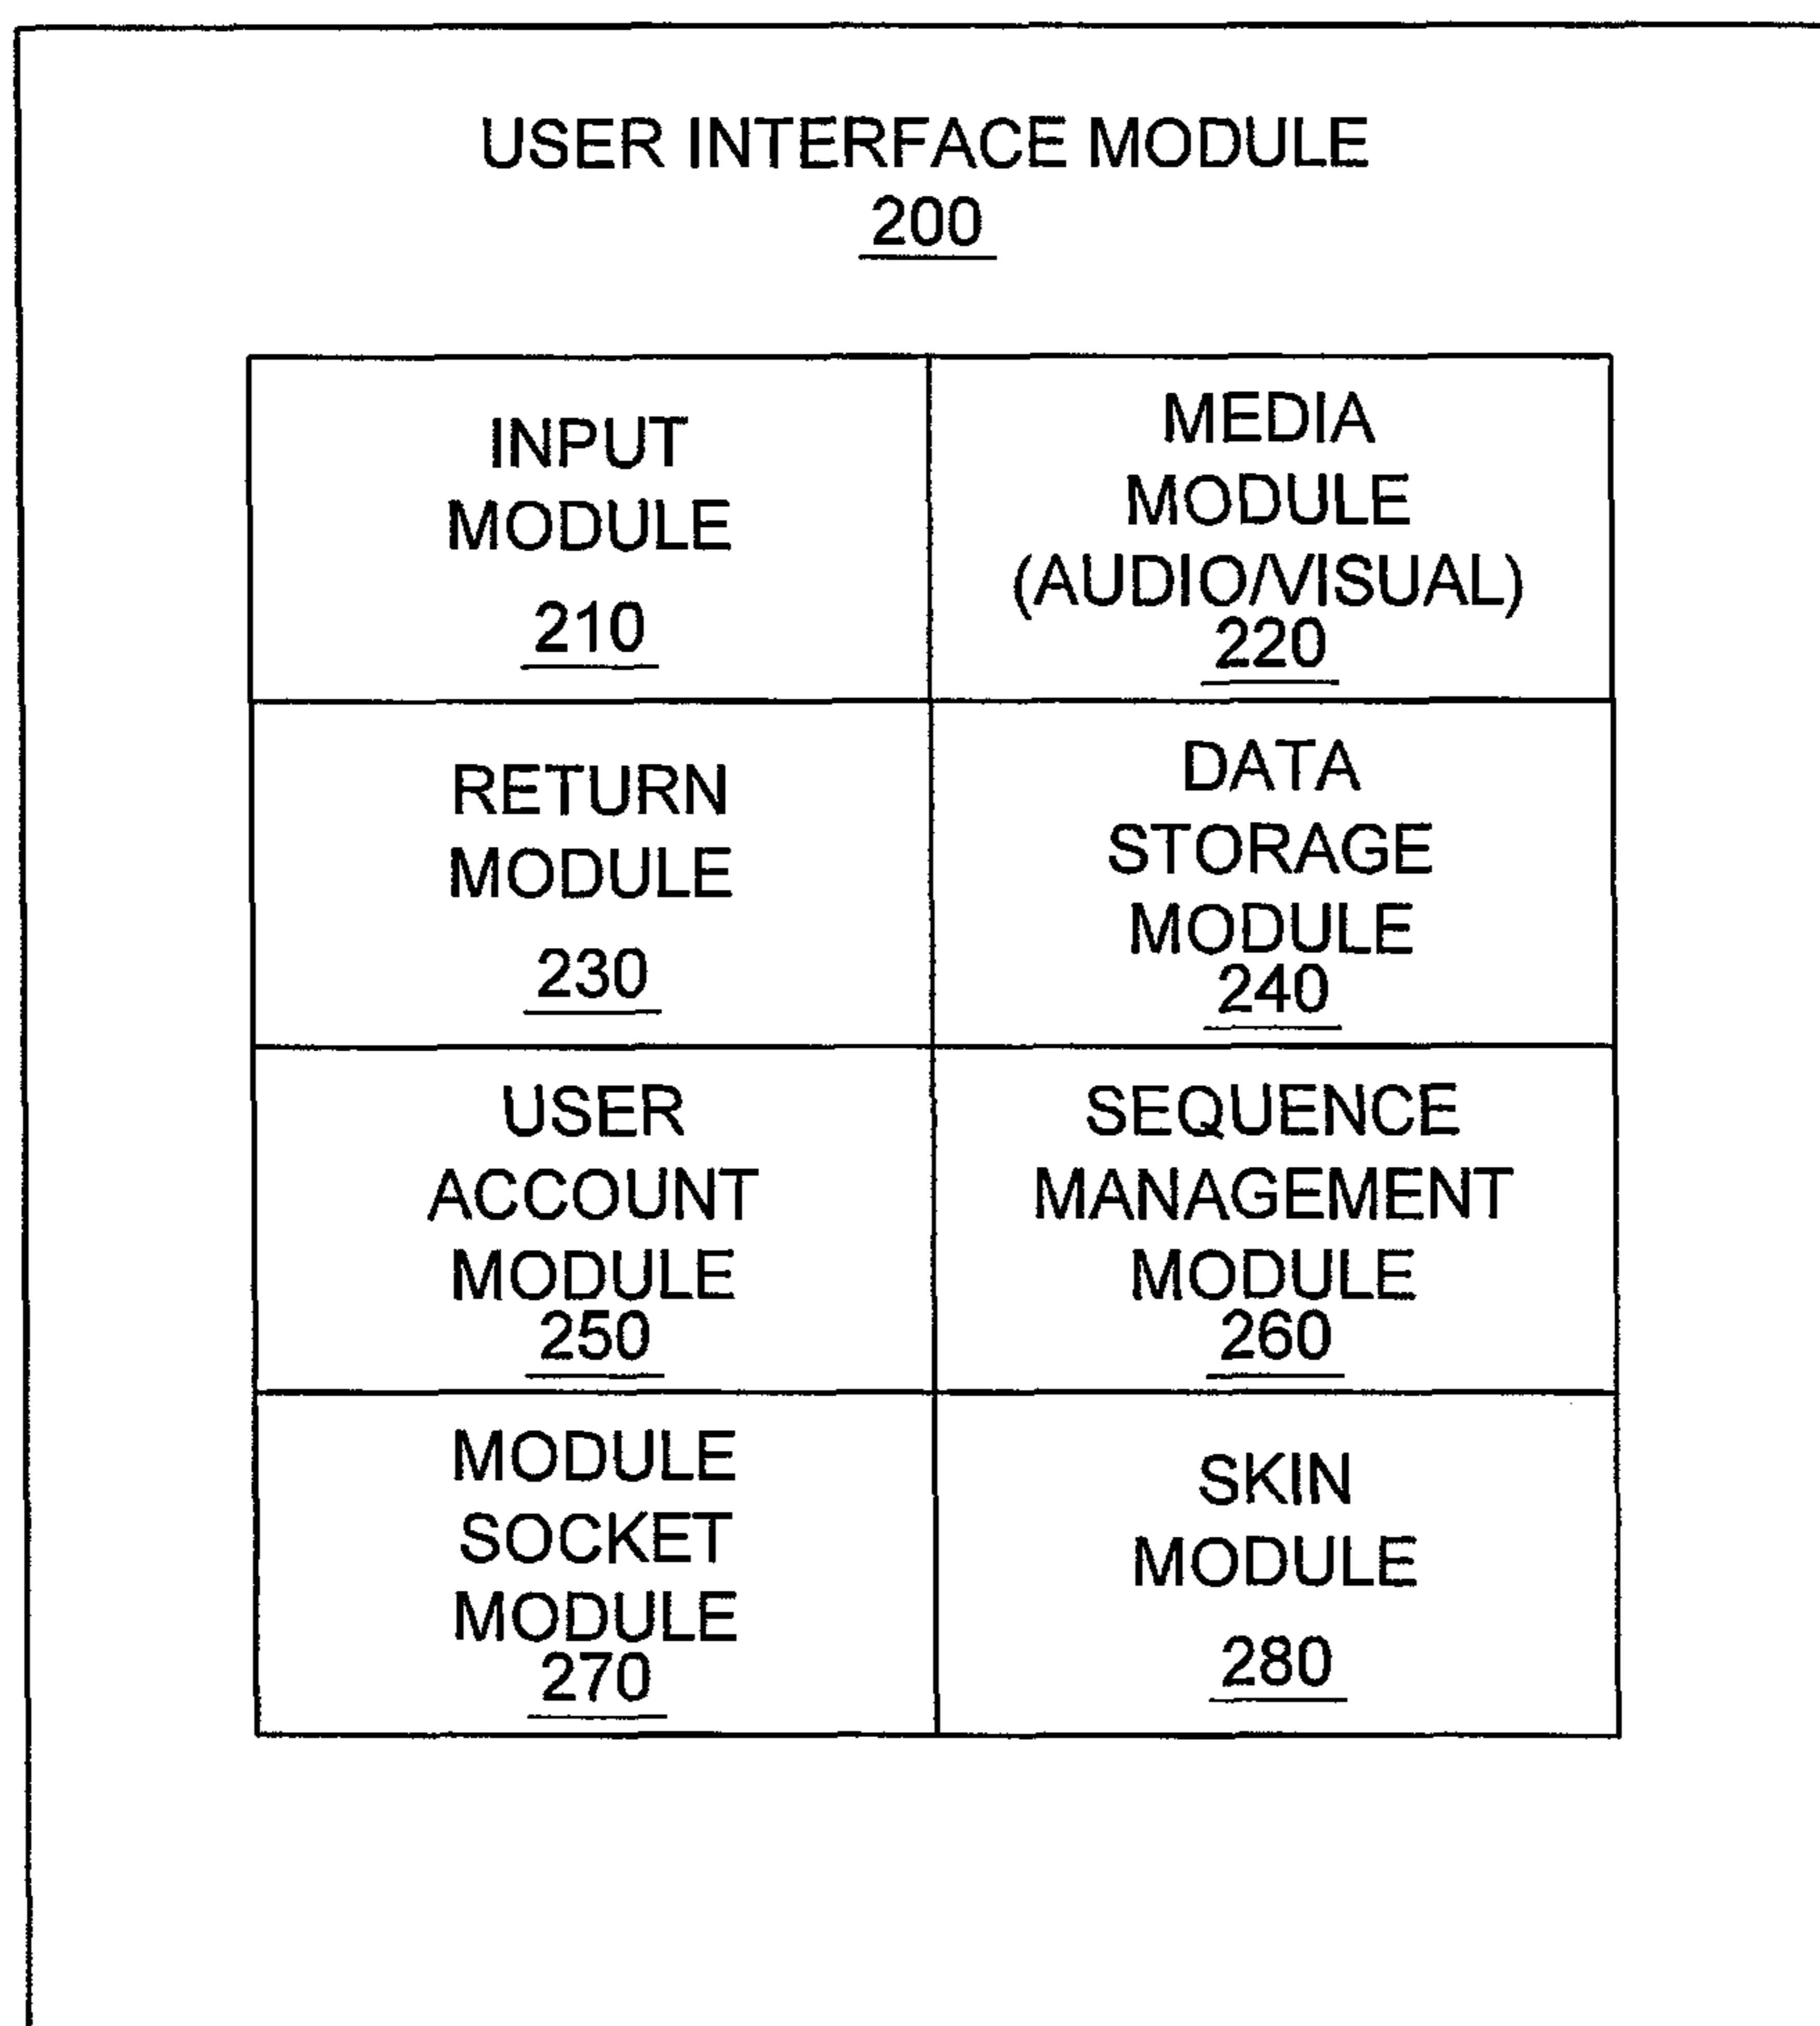 USER INTERFACE MODULE
200
INPUT
MODULE
210
MEDIA
MODULE
(AUDIO/VISUAL)
220
RETURN
MODULE
230
DATA
STORAGE
MODULE
240
USER
ACCOUNT
MODULE
250
SEQUENCE
MANAGEMENT
MODULE
260
MODULE
SOCKET
MODULE
270
SKIN
MODULE
280